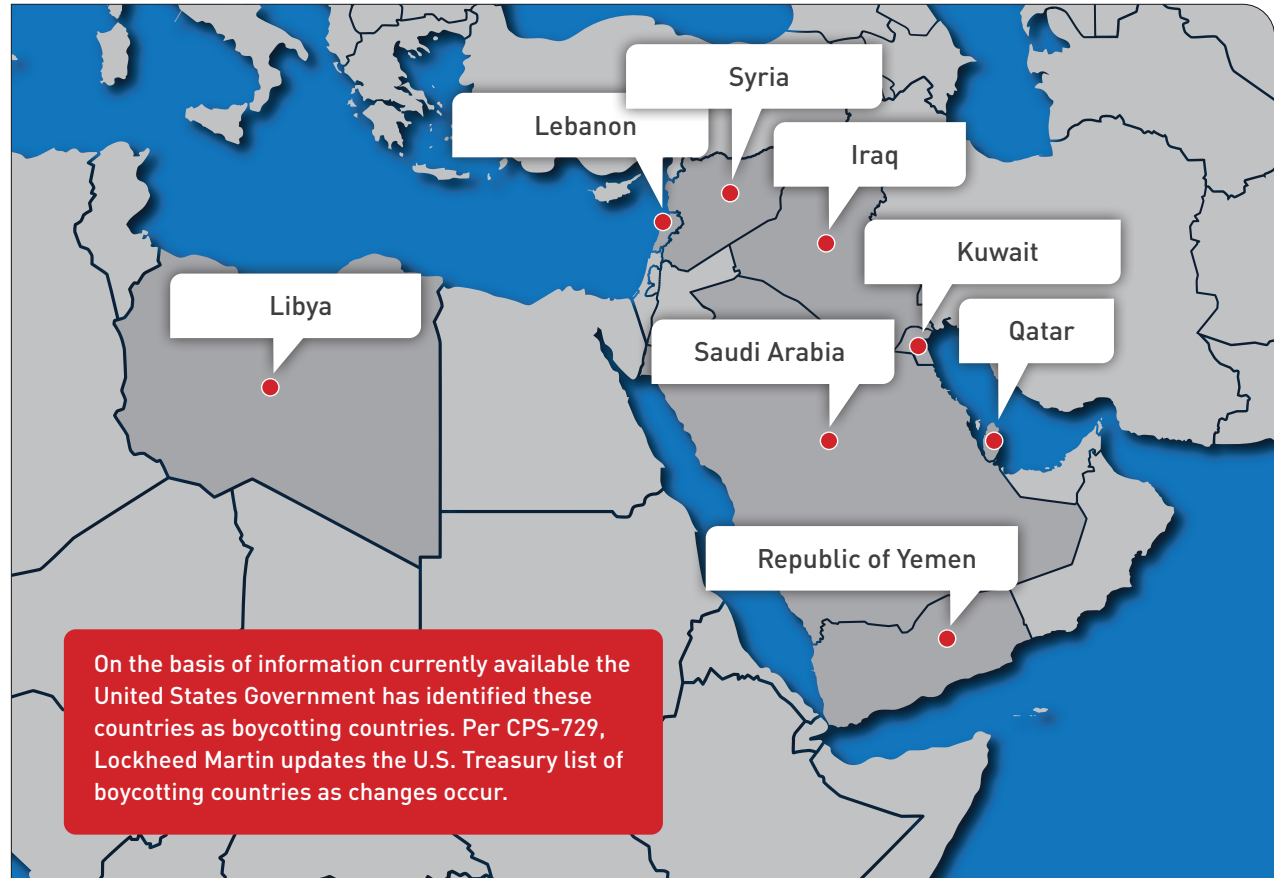 Syria
Lebanon
Iraq
Kuwait
Libya
Qatar
Saudi Arabia
Republic of Yemen
On the basis of information currently available the
United States Government has identified these
countries as boycotting countries. Per CPS-729,
Lockheed Martin updates the U.S. Treasury list of
boycotting countries as changes occur.